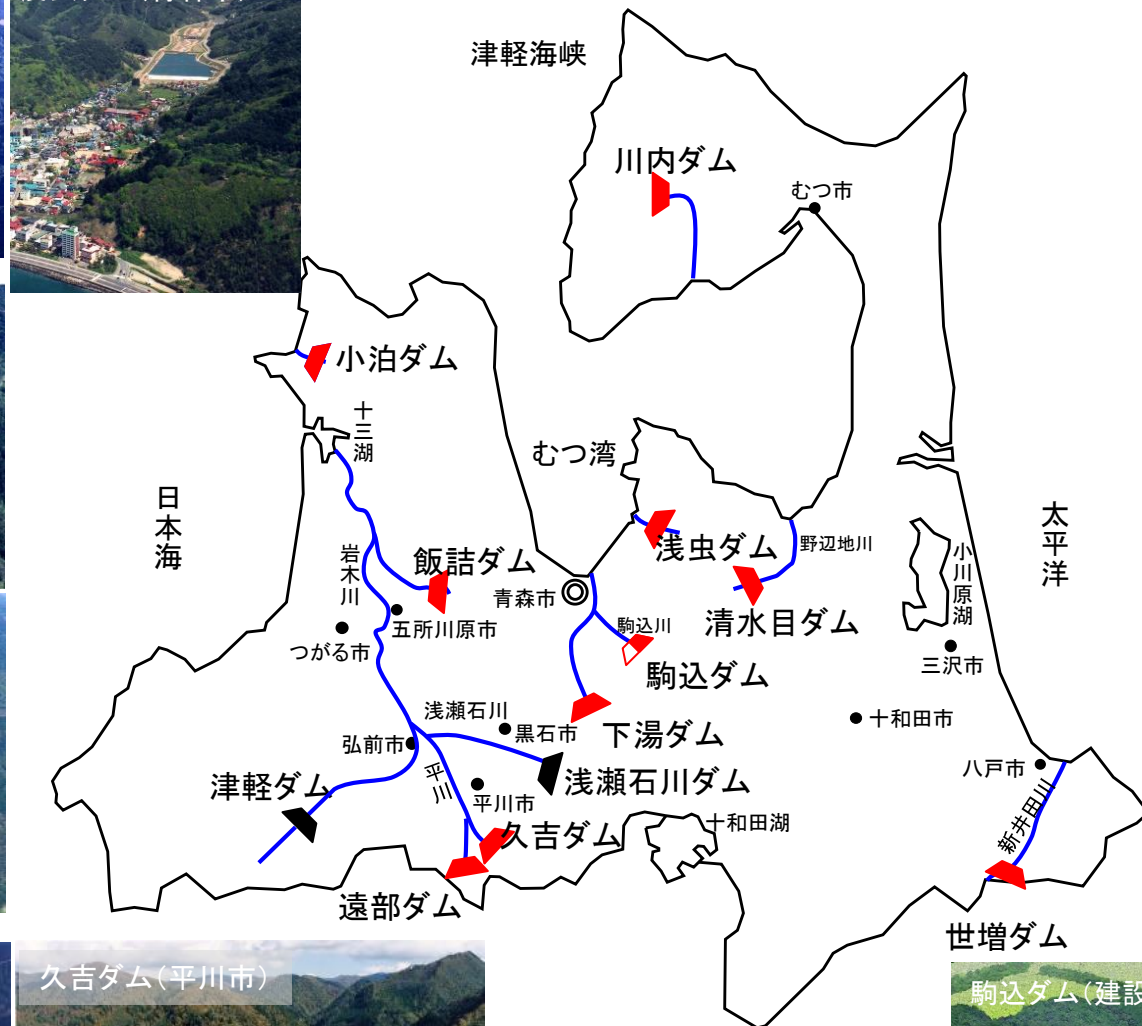 津軽海峡
川内ダム
むつ市
小泊ダム
十三湖
むつ湾
日本海
太平洋
岩木川
飯詰ダム
浅虫ダム
野辺地川
小川原湖
青森市
五所川原市
つがる市
駒込川
清水目ダム
三沢市
駒込ダム
浅瀬石川
黒石市
下湯ダム
十和田市
弘前市
平川
津軽ダム
平川市
浅瀬石川ダム
八戸市
新井田川
久吉ダム
十和田湖
遠部ダム
世増ダム
久吉ダム(平川市)
駒込ダム(建設